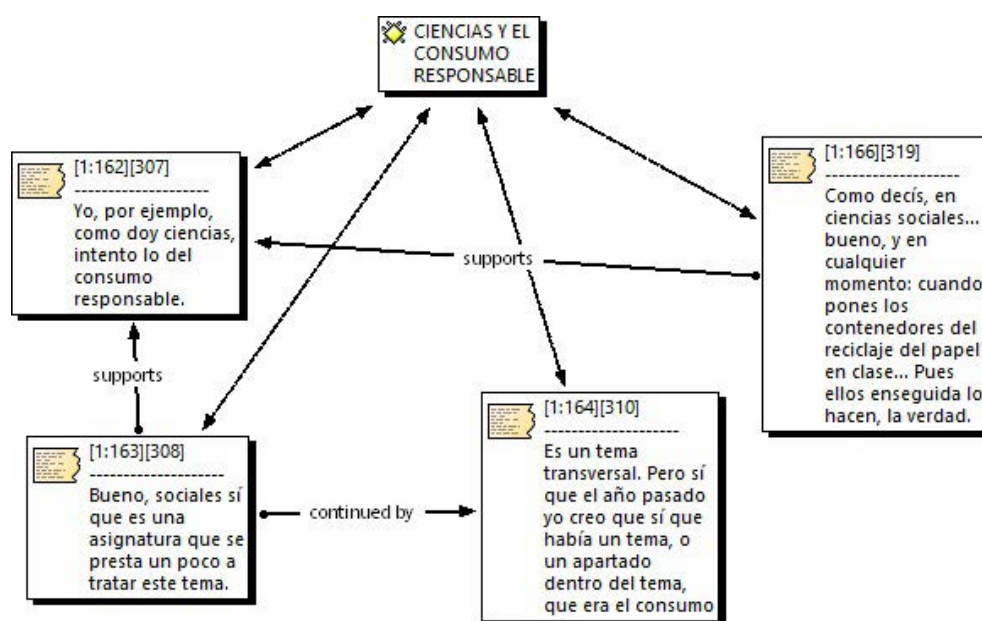 CIENCIAS Y EL
CONSUMO
RESPONSABLE
[1:162][307]
--------------------
Yo, por ejemplo,
como doy ciencias,
intento lo del
consumo
responsable.
[1:166][319]
--------------------
Como decís, en
ciencias sociales...
bueno, y en
cualquier
momento: cuando
pones los
contenedores del
reciclaje del papel
en clase... Pues
ellos enseguida lo
hacen, la verdad.
supports
supports
[1:163][308]
--------------------
Bueno, sociales sí
que es una
asignatura que se
presta un poco a
tratar este tema.
continued by
[1:164][310]
--------------------
Es un tema
transversal. Pero sí
que el año pasado
yo creo que sí que
había un tema, o
un apartado
dentro del tema,
que era el consumo